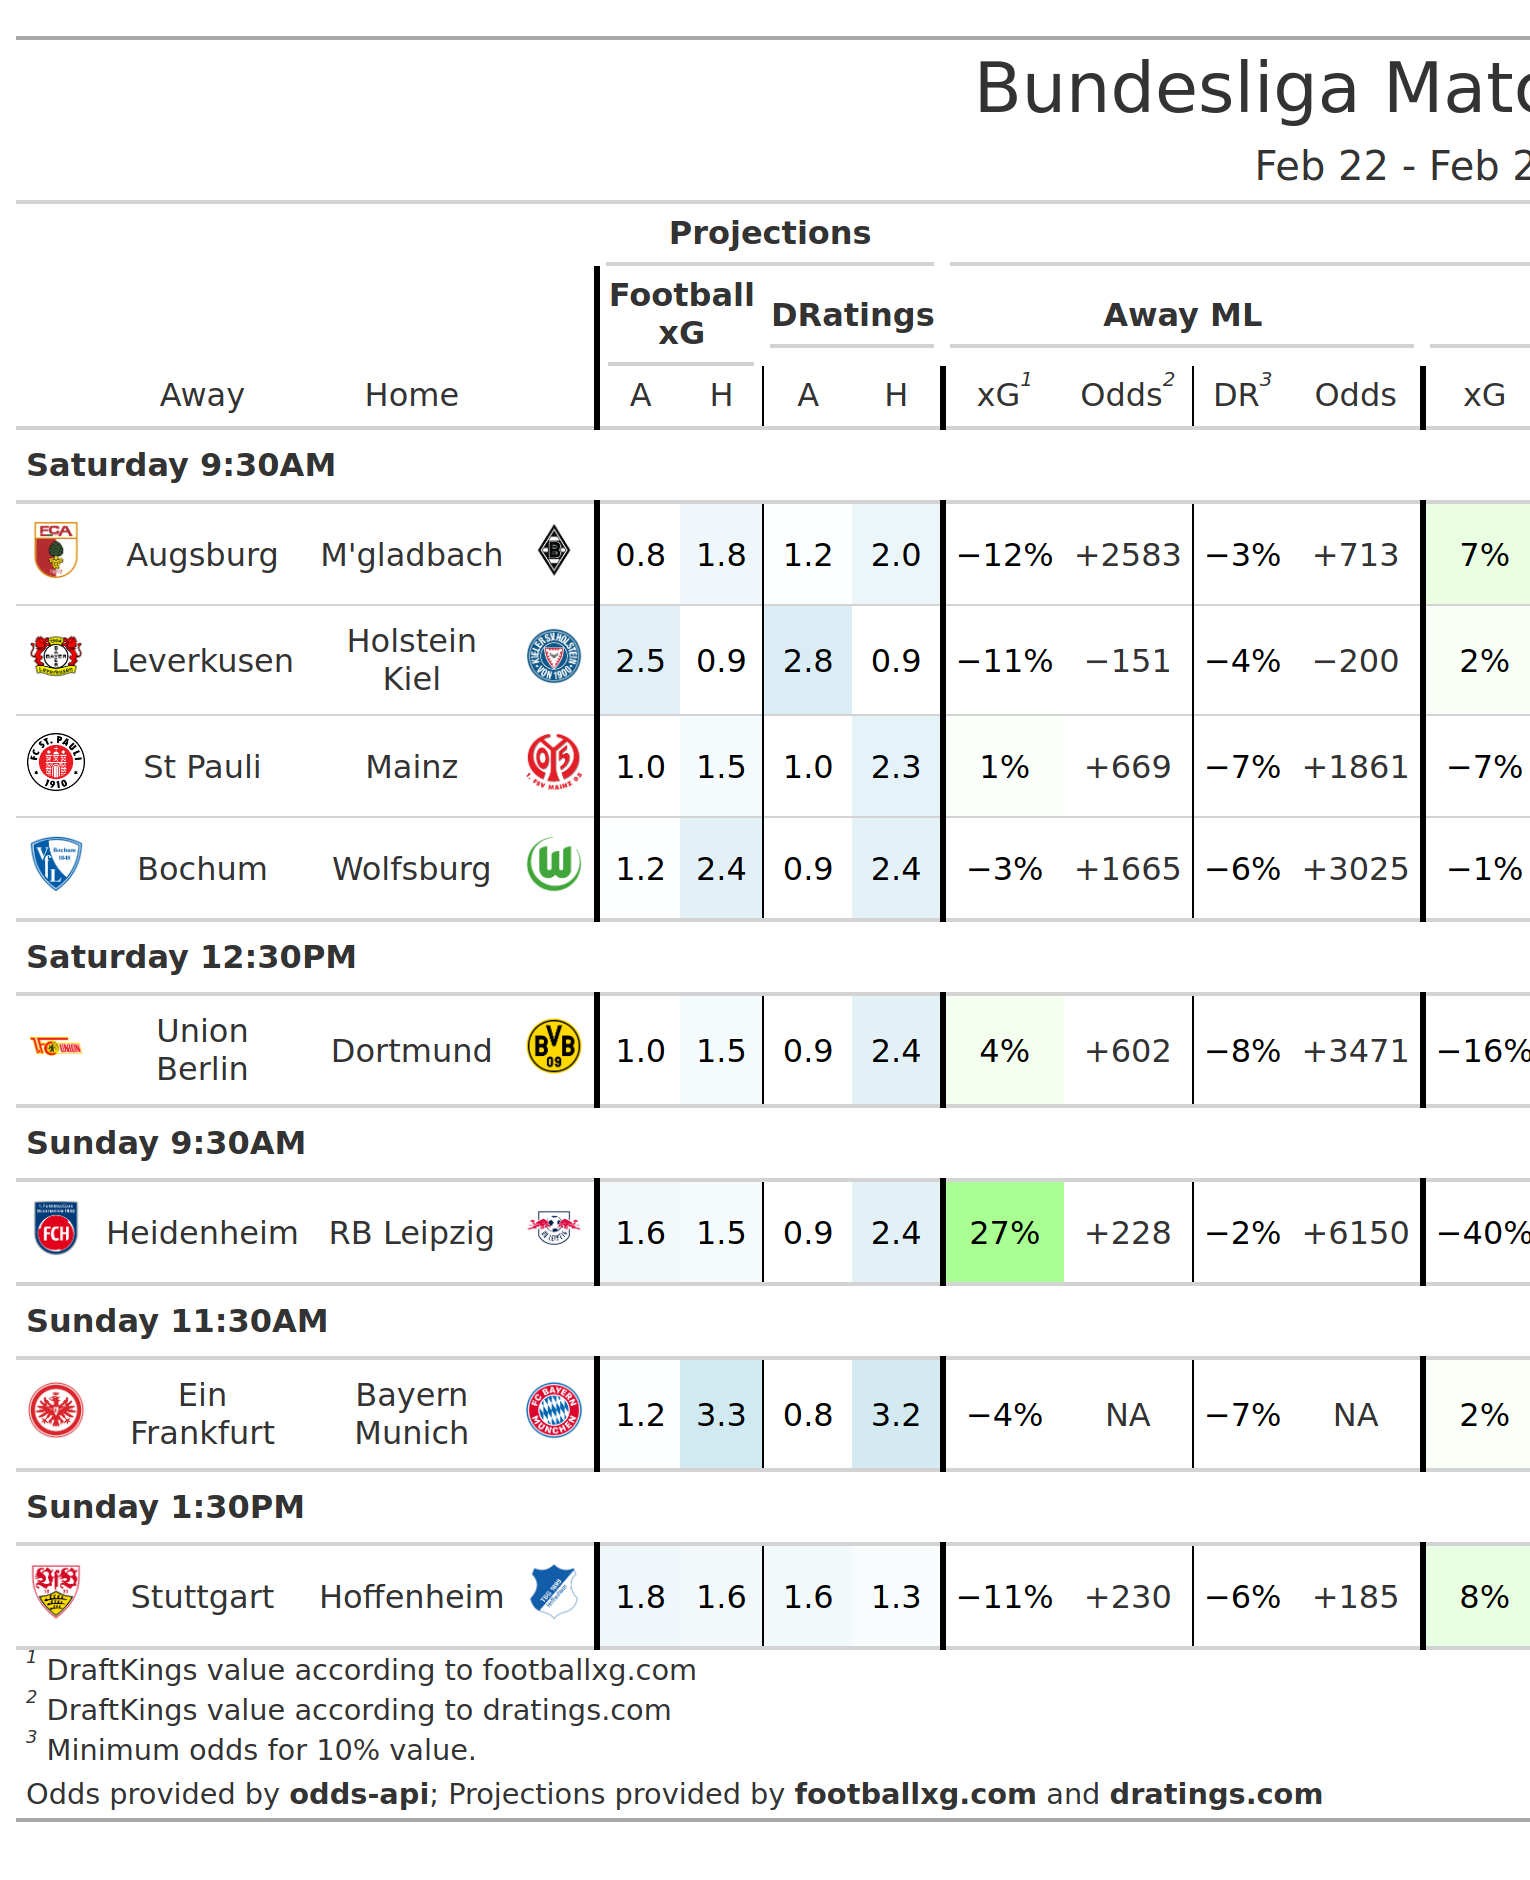 Bundesliga Matc
Feb 22 - Feb 2
Projections
Football xG DRatings Away ML
Away Home A H A H xG1 Odds2 DR3 Odds xG
Saturday 9:30AM
Augsburg M'gladbach 0.8 1.8 1.2 2.0 −12% +2583 −3% +713 7%
Leverkusen Holstein Kiel 2.5 0.9 2.8 0.9 −11% −151 −4% −200 2%
St Pauli Mainz 1.0 1.5 1.0 2.3 1% +669 −7% +1861 −7%
Bochum Wolfsburg 1.2 2.4 0.9 2.4 −3% +1665 −6% +3025 −1%
Saturday 12:30PM
Union Berlin Dortmund 1.0 1.5 0.9 2.4 4% +602 −8% +3471 −16%
Sunday 9:30AM
Heidenheim RB Leipzig 1.6 1.5 0.9 2.4 27% +228 −2% +6150 −40%
Sunday 11:30AM
Ein Frankfurt Bayern Munich 1.2 3.3 0.8 3.2 −4% NA −7% NA 2%
Sunday 1:30PM
Stuttgart Hoffenheim 1.8 1.6 1.6 1.3 −11% +230 −6% +185 8%
1 DraftKings value according to footballxg.com
2 DraftKings value according to dratings.com
3 Minimum odds for 10% value.
Odds provided by odds-api; Projections provided by footballxg.com and dratings.com